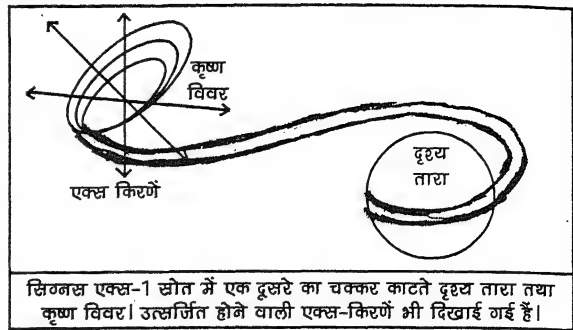 कृष्ण
विवर
दृश्य
तारा
एक्स किरणें
सिग्नस एक्स-1 स्रोत में एक दूसरे का चक्कर काटते दृश्य तारा तथा
कृष्ण विवर। उत्सर्जित होने वाली एक्स-किरणें भी दिखाई गई हैं।